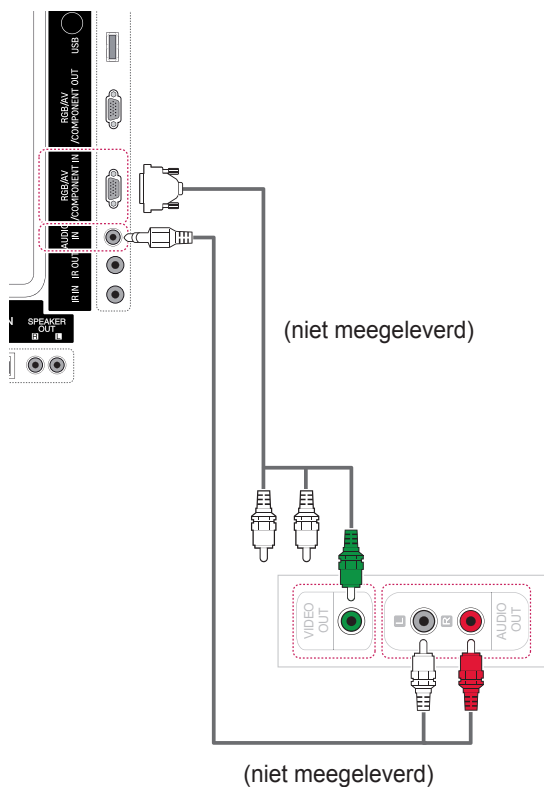 USB
RGB/AV
/COMPONENT OUT
RGB/AV
/COMPONENT IN
AUDIO
IN
IR OUT
IR IN
N
SPEAKER
OUT
R L
(niet meegeleverd)
VIDEO
OUT
L
R
AUDIO
OUT
(niet meegeleverd)